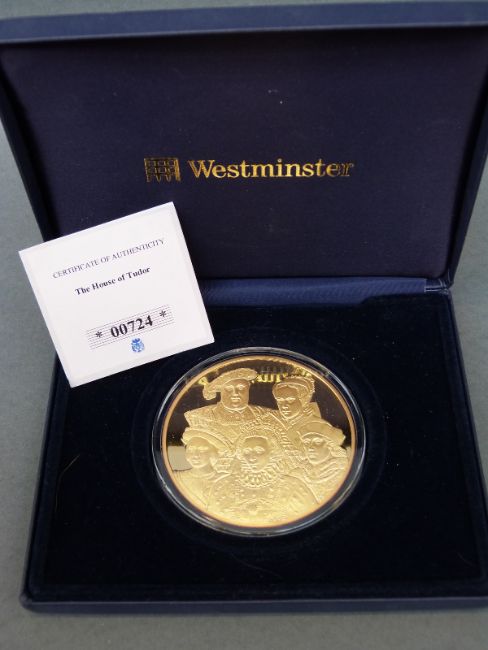 Westminster
CERTIFICATE OF AUTHENTICITY
The House of Tudor
* 00724 *